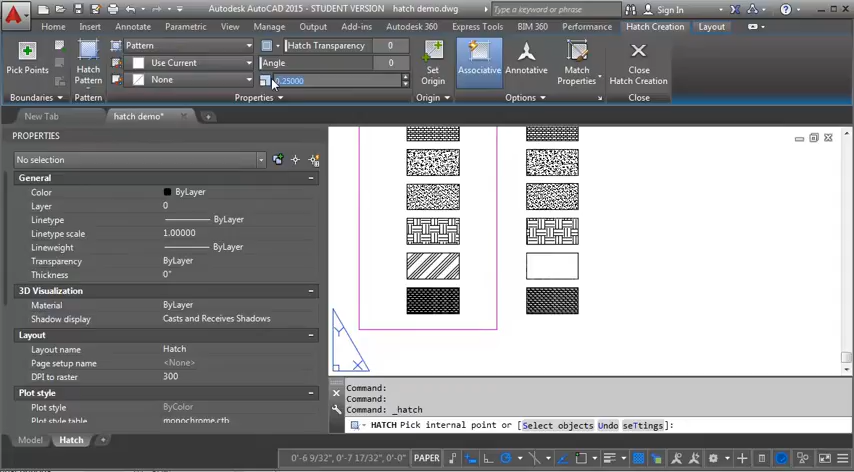 Autodesk AutoCAD 2015 - STUDENT VERSION hatch demo.dwg
Type a keyword or phrase
Sign In
Home Insert Annotate Parametric View Manage Output Add-ins Autodesk 360 Express Tools BIM 360 Performance Hatch Creation Layout
Pick Points
Boundaries
Hatch Pattern
Pattern
Pattern
Use Current
None
Hatch Transparency 0
Angle 0
0.25000
Properties
Set Origin
Origin
Associative
Annotative
Match Properties
Options
Close Hatch Creation
Close
New Tab hatch demo*
PROPERTIES
No selection
General
Color ByLayer
Layer 0
Linetype ByLayer
Linetype scale 1.00000
Lineweight ByLayer
Transparency ByLayer
Thickness 0"
3D Visualization
Material ByLayer
Shadow display Casts and Receives Shadows
Layout
Layout name Hatch
Page setup name <None>
DPI to raster 300
Plot style
Plot style ByColor
Plot style table monochrome.ctb
Y
X
Command:
Command:
Command: _hatch
HATCH Pick internal point or [Select objects Undo seTtings]:
Model Hatch
0'-6 9/32", 0'-7 17/32", 0'-0" PAPER